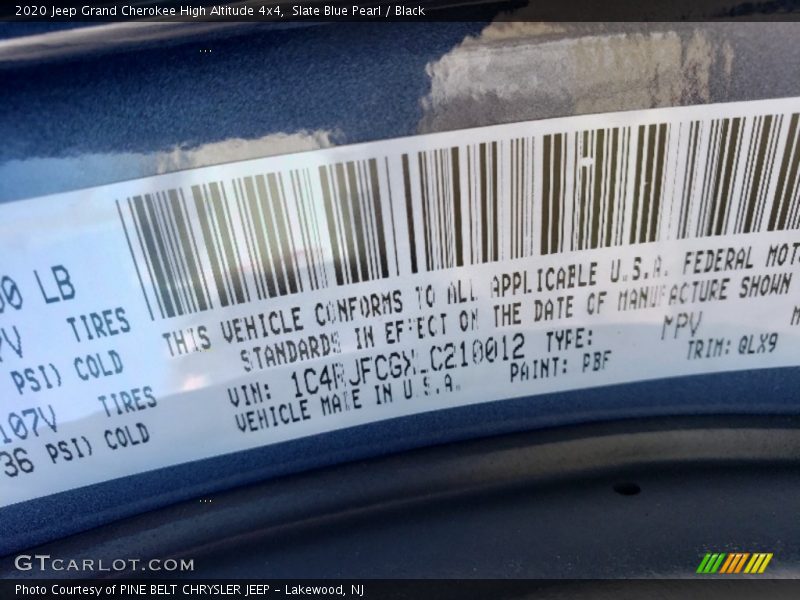 2020 Jeep Grand Cherokee High Altitude 4x4, Slate Blue Pearl / Black
LB
TIRES
PSI) COLD
107V TIRES
36 PSI) COLD
THIS VEHICLE CONFORMS TO ALL APPLICABLE U.S.A. FEDERAL MOT
STANDARDS IN EFFECT ON THE DATE OF MANUFACTURE SHOWN
VIN: TYPE: MPV
VEHICLE MADE IN U.S.A. PAINT: PBF TRIM: QLX9
GTCARLOT.COM
Photo Courtesy of PINE BELT CHRYSLER JEEP - Lakewood, NJ